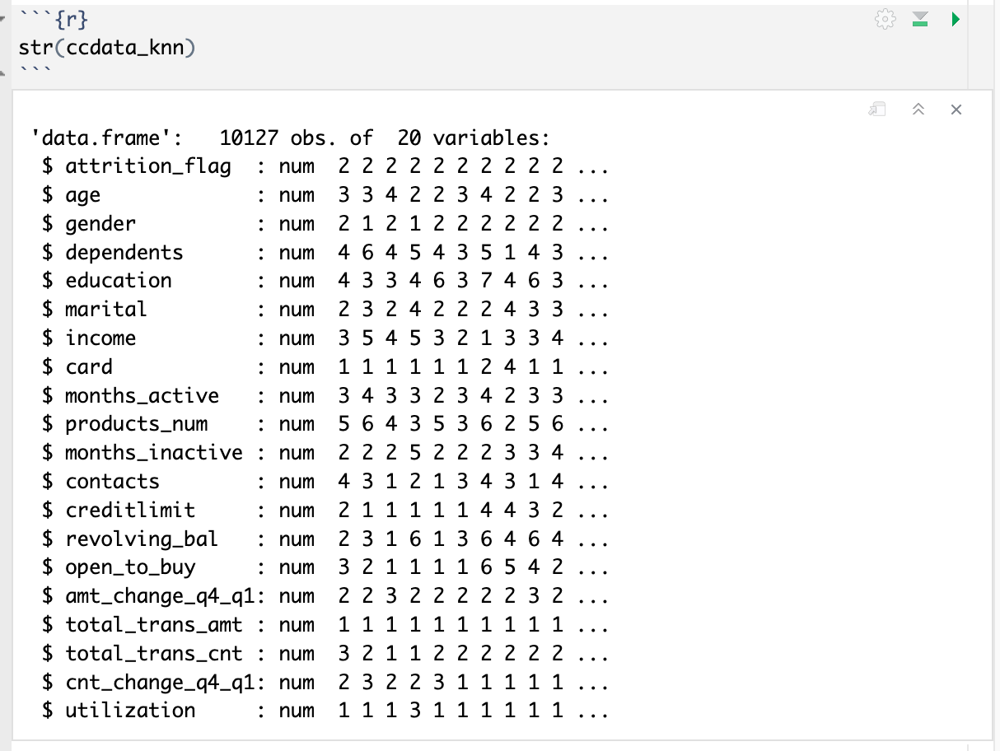 ```{r}
str(ccdata_knn)
```
'data.frame':   10127 obs. of  20 variables:
 $ attrition_flag  : num  2 2 2 2 2 2 2 2 2 2 ...
 $ age             : num  3 3 4 2 2 3 4 2 2 3 ...
 $ gender          : num  2 1 2 1 2 2 2 2 2 2 ...
 $ dependents      : num  4 6 4 5 4 3 5 1 4 3 ...
 $ education       : num  4 3 3 4 6 3 7 4 6 3 ...
 $ marital         : num  2 3 2 4 2 2 2 4 3 3 ...
 $ income          : num  3 5 4 5 3 2 1 3 3 4 ...
 $ card            : num  1 1 1 1 1 1 2 4 1 1 ...
 $ months_active   : num  3 4 3 3 2 3 4 2 3 3 ...
 $ products_num    : num  5 6 4 3 5 3 6 2 5 6 ...
 $ months_inactive : num  2 2 2 5 2 2 2 3 3 4 ...
 $ contacts        : num  4 3 1 2 1 3 4 3 1 4 ...
 $ creditlimit     : num  2 1 1 1 1 1 4 4 3 2 ...
 $ revolving_bal   : num  2 3 1 6 1 3 6 4 6 4 ...
 $ open_to_buy     : num  3 2 1 1 1 1 6 5 4 2 ...
 $ amt_change_q4_q1: num  2 2 3 2 2 2 2 2 3 2 ...
 $ total_trans_amt : num  1 1 1 1 1 1 1 1 1 1 ...
 $ total_trans_cnt : num  3 2 1 1 2 2 2 2 2 2 ...
 $ cnt_change_q4_q1: num  2 3 2 2 3 1 1 1 1 1 ...
 $ utilization     : num  1 1 1 3 1 1 1 1 1 1 ...